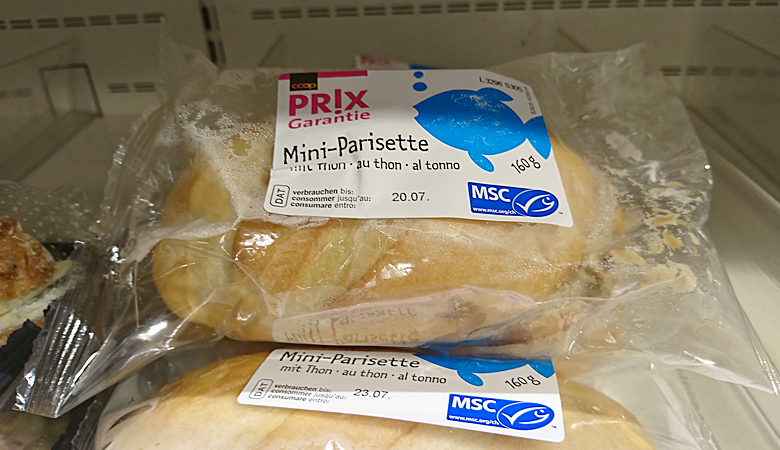 coop
PR!X
Garantie
L 3296 S305
Mini-Parisette
mit Thon · au thon · al tonno
160g
DAT
verbrauchen bis:
consommer jusqu'au:
consumare entro:
20.07.
MSC
www.msc.org/ch
Mini-Parisette
mit Thon · au thon · al tonno
160g
DAT
verbrauchen bis:
consommer jusqu'au:
consumare entro:
23.07.
MSC
www.msc.org/ch